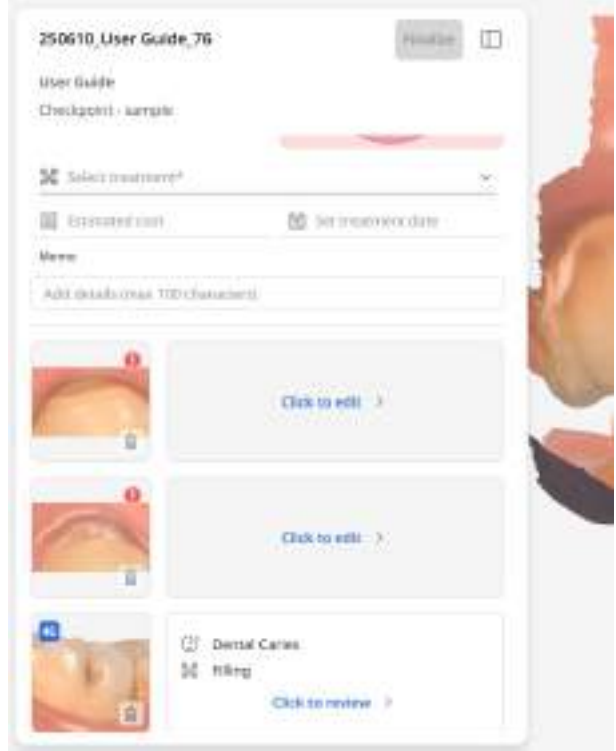 250610_User Guide_76
Finalize
User Guide
Checkpoint - sample
Select treatment*
Estimated cost
Set treatment date
Memo
Add details (max 100 characters)
Click to edit >
Click to edit >
Dental Caries
Filling
Click to review >